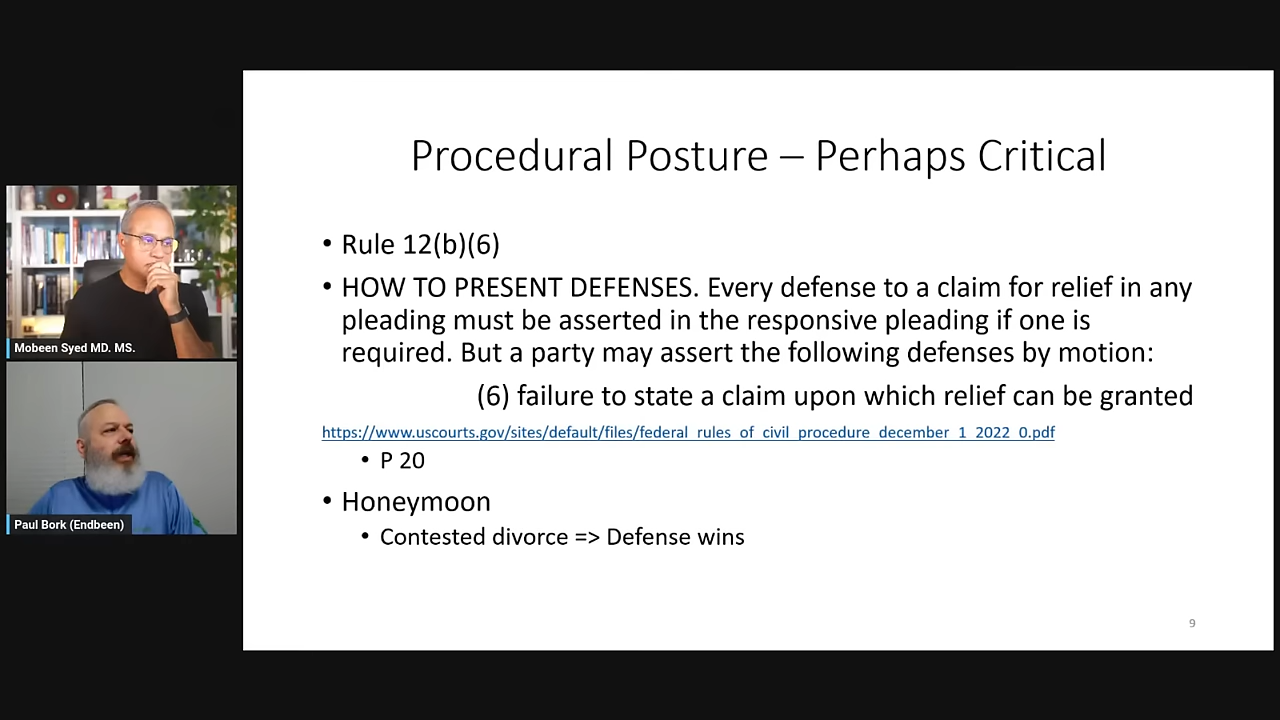 Procedural Posture – Perhaps Critical
• Rule 12(b)(6)
• HOW TO PRESENT DEFENSES. Every defense to a claim for relief in any
pleading must be asserted in the responsive pleading if one is
required. But a party may assert the following defenses by motion:
(6) failure to state a claim upon which relief can be granted
https://www.uscourts.gov/sites/default/files/federal_rules_of_civil_procedure_december_1_2022_0.pdf
• P 20
• Honeymoon
• Contested divorce => Defense wins
9
Mobeen Syed MD. MS.
Paul Bork (Endbeen)